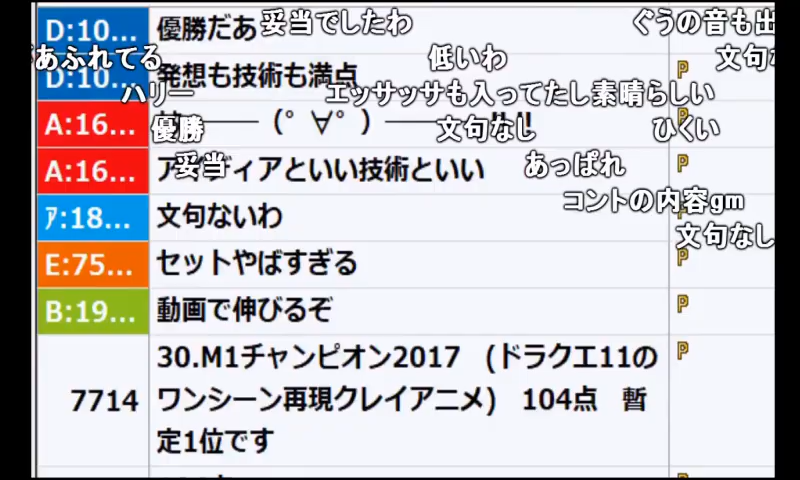 D:10... 優勝だあ 妥当でしたわ ぐうの音も出
があふれてる 低いわ 文句な
D:10... 発想も技術も満点
ハリー エッサッサも入ってたし素晴らしい
A:16... ───(ﾟ∀ﾟ)───
優勝 文句なし ひくい
A:16... アイディアといい技術といい
妥当 あっぱれ
コントの内容gm
ｱ:18... 文句ないわ
文句なし
E:75... セットやばすぎる
B:19... 動画で伸びるぞ
30.M1チャンピオン2017 (ドラクエ11の
7714 ワンシーン再現クレイアニメ) 104点 暫
定1位です